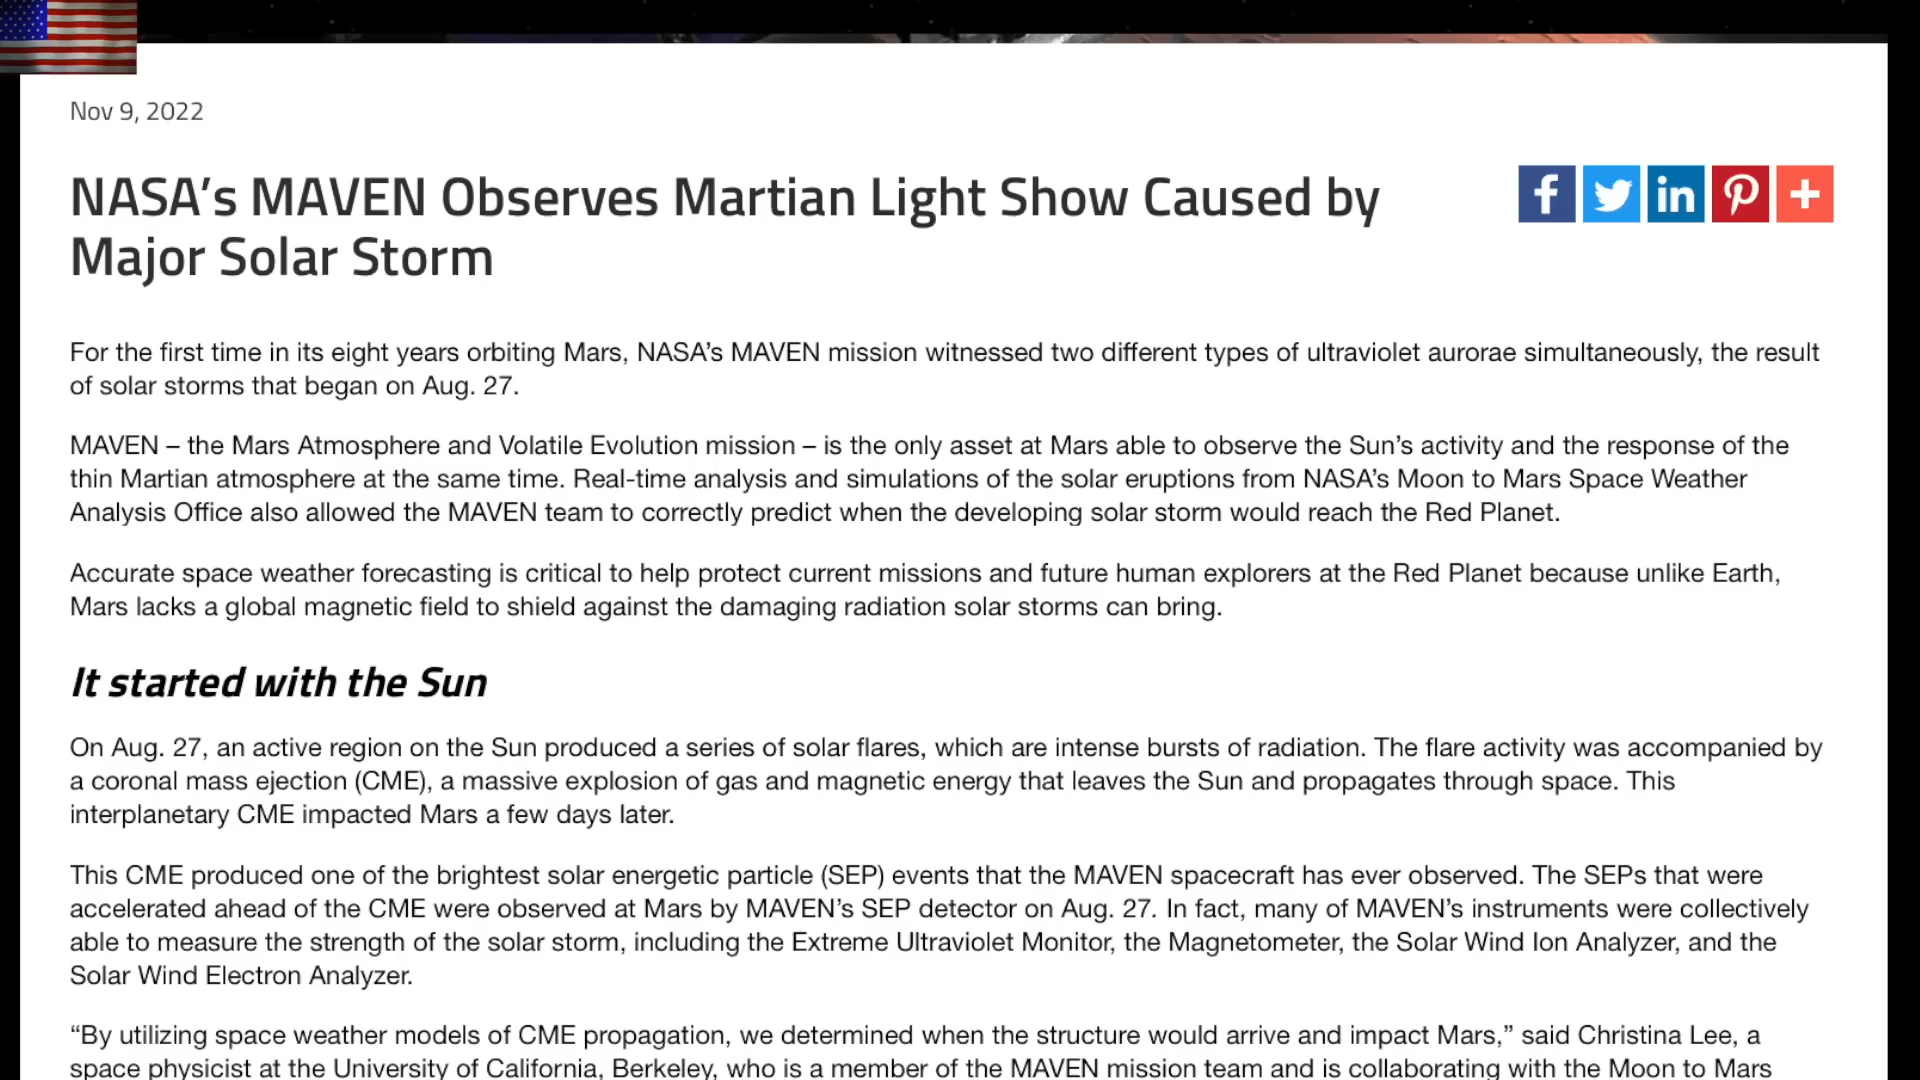 Nov 9, 2022
NASA’s MAVEN Observes Martian Light Show Caused by
Major Solar Storm
For the first time in its eight years orbiting Mars, NASA’s MAVEN mission witnessed two different types of ultraviolet aurorae simultaneously, the result
of solar storms that began on Aug. 27.
MAVEN – the Mars Atmosphere and Volatile Evolution mission – is the only asset at Mars able to observe the Sun’s activity and the response of the
thin Martian atmosphere at the same time. Real-time analysis and simulations of the solar eruptions from NASA’s Moon to Mars Space Weather
Analysis Office also allowed the MAVEN team to correctly predict when the developing solar storm would reach the Red Planet.
Accurate space weather forecasting is critical to help protect current missions and future human explorers at the Red Planet because unlike Earth,
Mars lacks a global magnetic field to shield against the damaging radiation solar storms can bring.
It started with the Sun
On Aug. 27, an active region on the Sun produced a series of solar flares, which are intense bursts of radiation. The flare activity was accompanied by
a coronal mass ejection (CME), a massive explosion of gas and magnetic energy that leaves the Sun and propagates through space. This
interplanetary CME impacted Mars a few days later.
This CME produced one of the brightest solar energetic particle (SEP) events that the MAVEN spacecraft has ever observed. The SEPs that were
accelerated ahead of the CME were observed at Mars by MAVEN’s SEP detector on Aug. 27. In fact, many of MAVEN’s instruments were collectively
able to measure the strength of the solar storm, including the Extreme Ultraviolet Monitor, the Magnetometer, the Solar Wind Ion Analyzer, and the
Solar Wind Electron Analyzer.
“By utilizing space weather models of CME propagation, we determined when the structure would arrive and impact Mars,” said Christina Lee, a
space physicist at the University of California, Berkeley, who is a member of the MAVEN mission team and is collaborating with the Moon to Mars